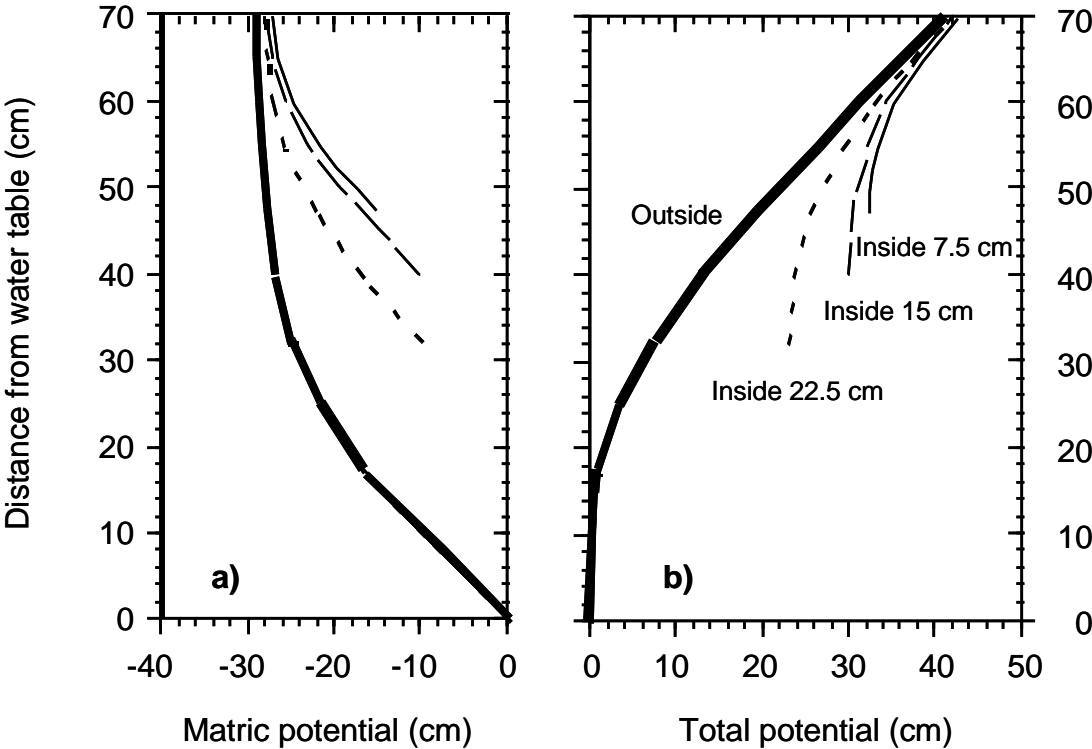 Distance from water table (cm)
70
60
50
40
30
20
10
0
-40 -30 -20 -10 0
a)
Matric potential (cm)
Outside
Inside 7.5 cm
Inside 15 cm
Inside 22.5 cm
b)
0 10 20 30 40 50
Total potential (cm)
70
60
50
40
30
20
10
0